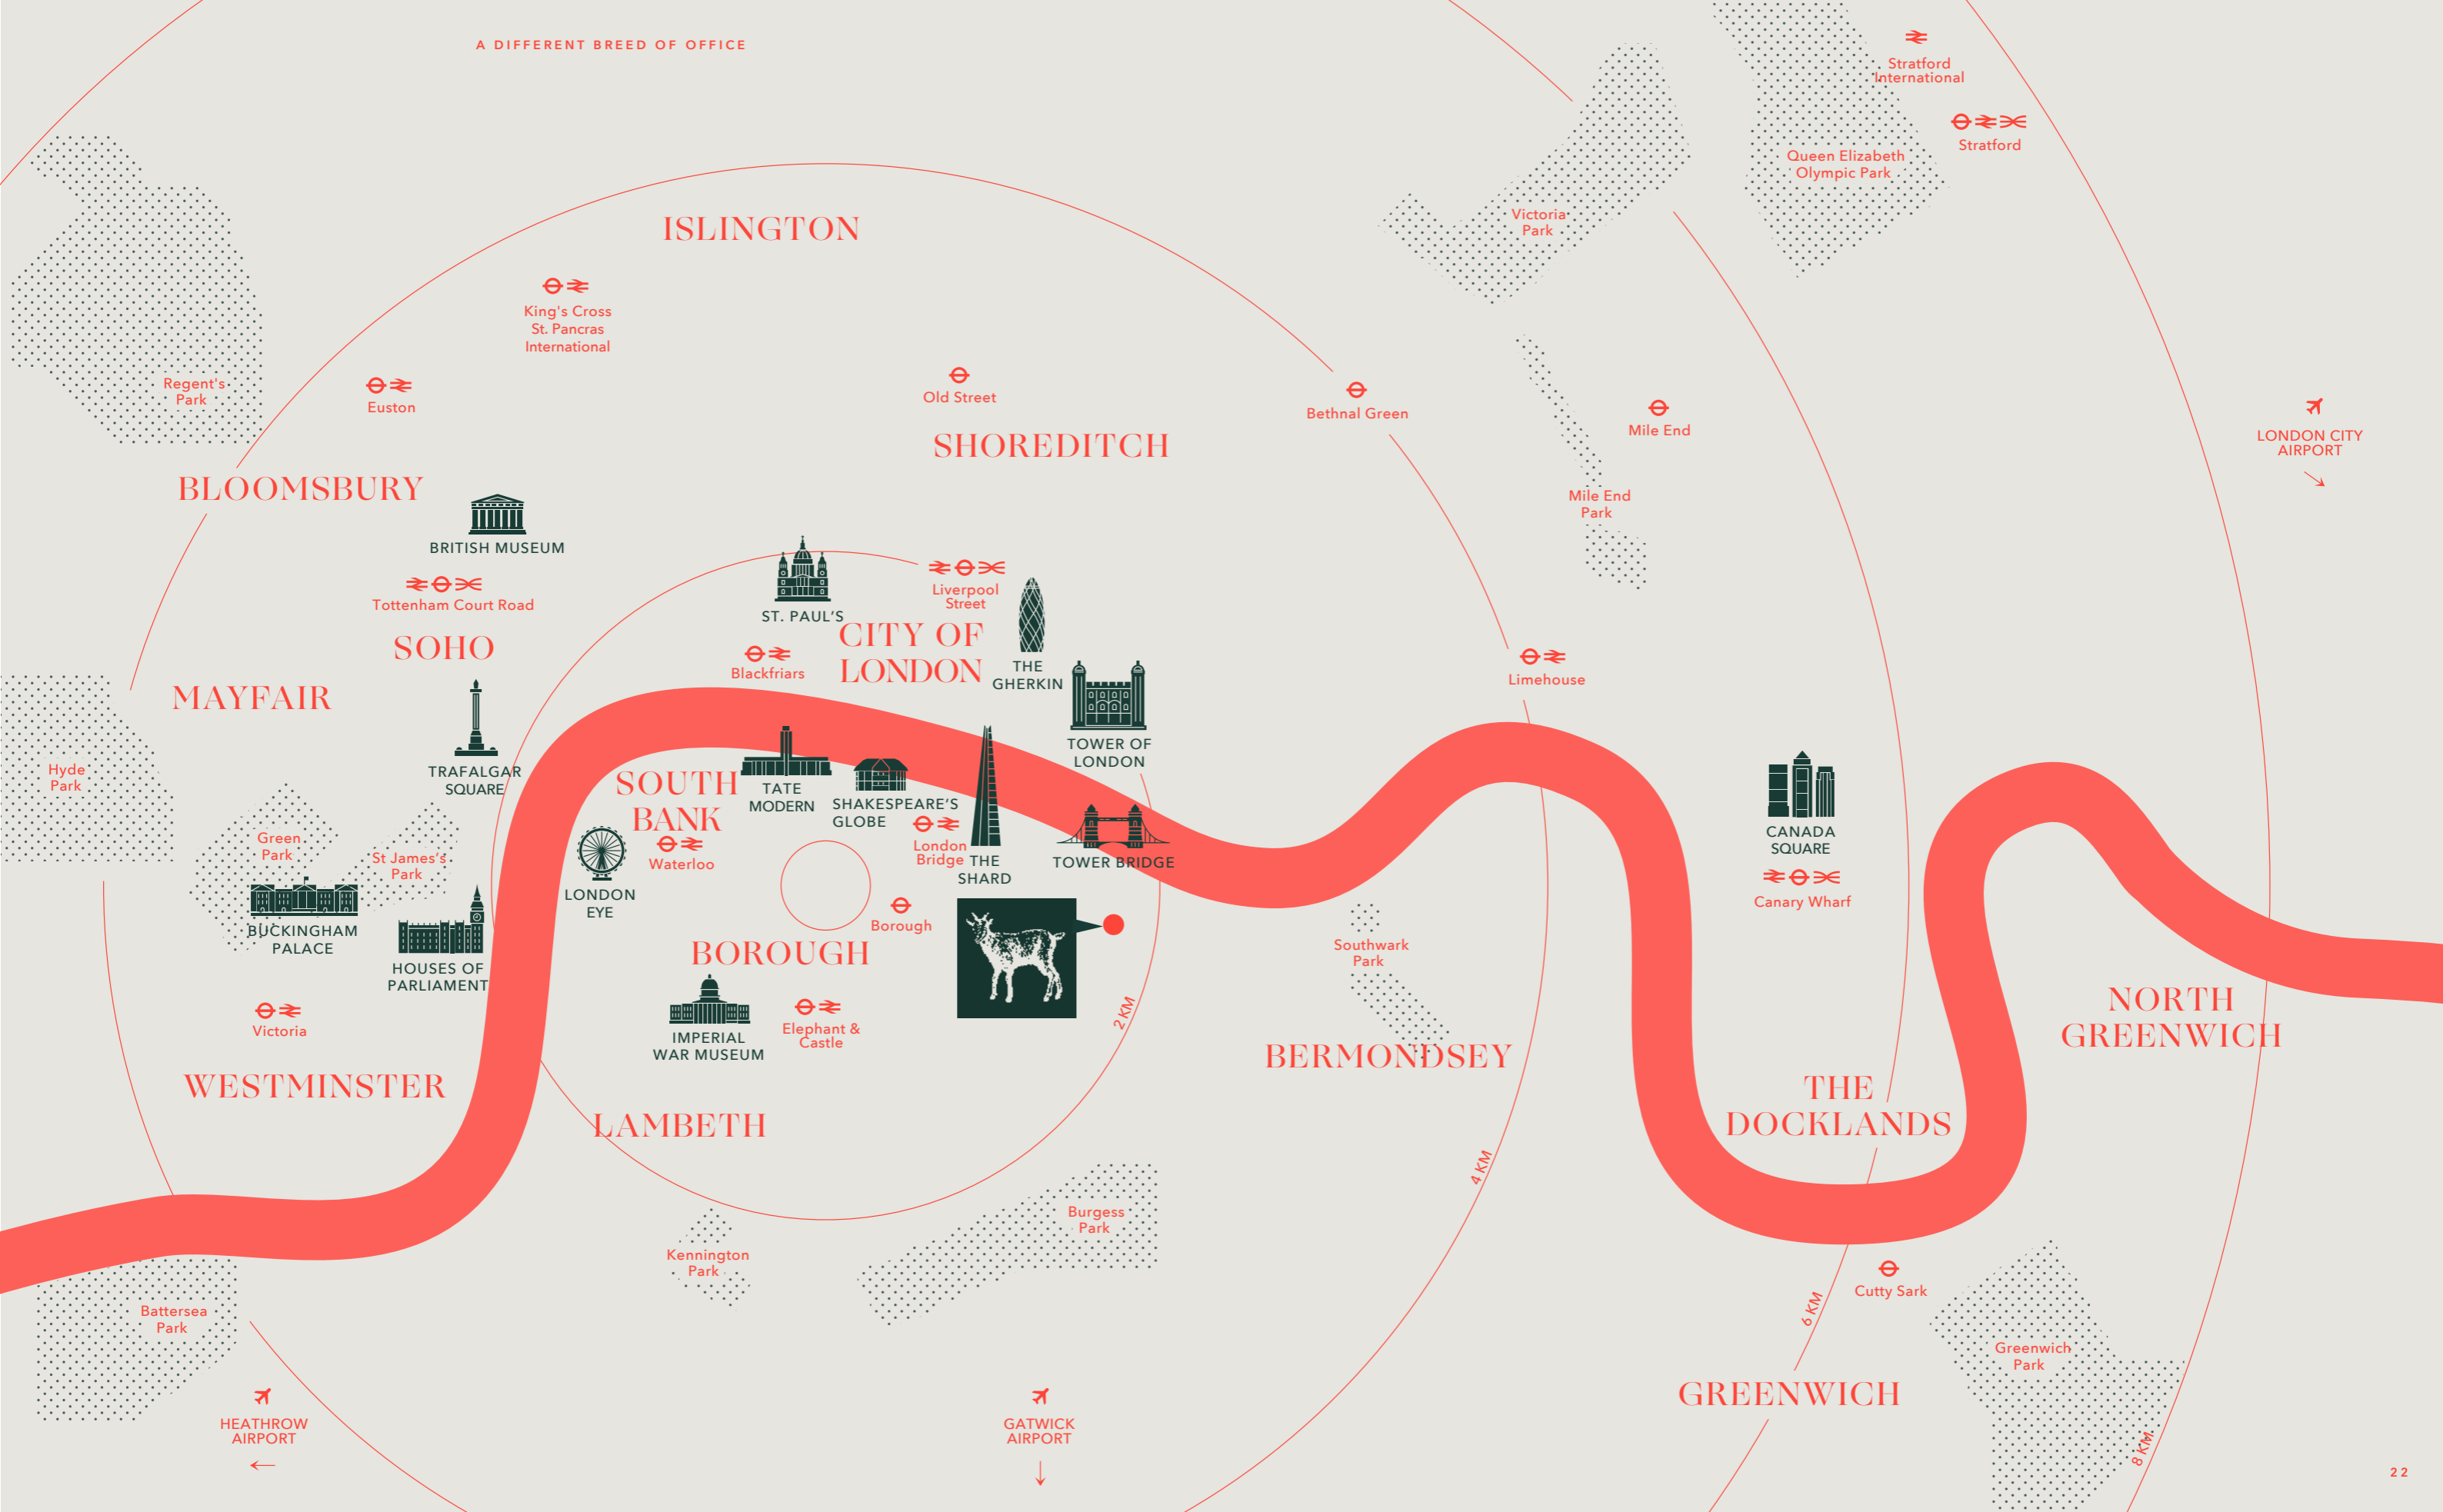 A DIFFERENT BREED OF OFFICE
Stratford
International
Stratford
Queen Elizabeth
Olympic Park
Victoria
Park
ISLINGTON
King's Cross
St. Pancras
International
Regent's
Park
Euston
Old Street
Bethnal Green
Mile End
LONDON CITY
AIRPORT
SHOREDITCH
BLOOMSBURY
Mile End
Park
BRITISH MUSEUM
Tottenham Court Road
Liverpool
Street
ST. PAUL'S
SOHO
CITY OF
LONDON
Blackfriars
THE
GHERKIN
Limehouse
MAYFAIR
TOWER OF
LONDON
Hyde
Park
TRAFALGAR
SQUARE
SOUTH
BANK
TATE
MODERN
SHAKESPEARE'S
GLOBE
CANADA
SQUARE
Green
Park
St James's
Park
Waterloo
London
Bridge
THE
SHARD
TOWER BRIDGE
Canary Wharf
LONDON
EYE
Borough
BUCKINGHAM
PALACE
HOUSES OF
PARLIAMENT
BOROUGH
Southwark
Park
Victoria
IMPERIAL
WAR MUSEUM
Elephant &
Castle
2 KM
NORTH
GREENWICH
BERMONDSEY
WESTMINSTER
LAMBETH
THE
DOCKLANDS
4 KM
Burgess
Park
Kennington
Park
Cutty Sark
6 KM
Battersea
Park
Greenwich
Park
GREENWICH
HEATHROW
AIRPORT
GATWICK
AIRPORT
8 KM
22